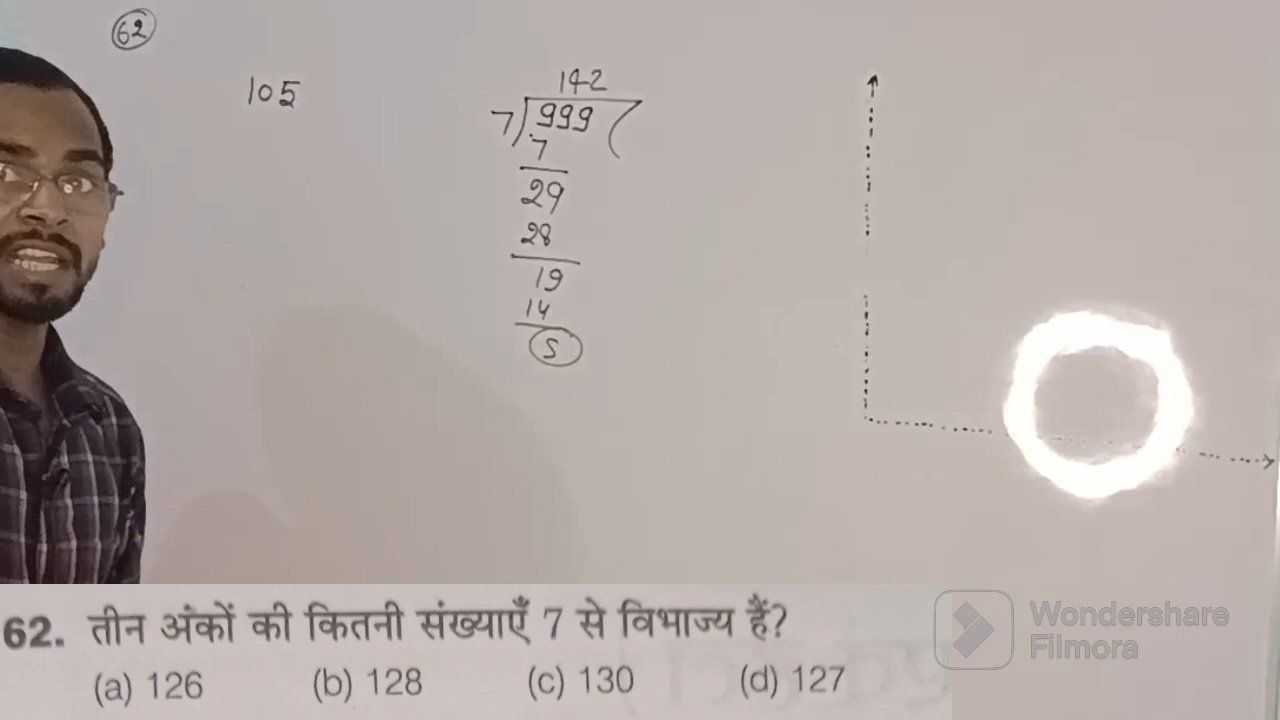 62
105
142
7 ) 999 (
7
29
28
19
14
5
62. तीन अंकों की कितनी संख्याएँ 7 से विभाज्य हैं?
(a) 126 (b) 128 (c) 130 (d) 127
Wondershare
Filmora